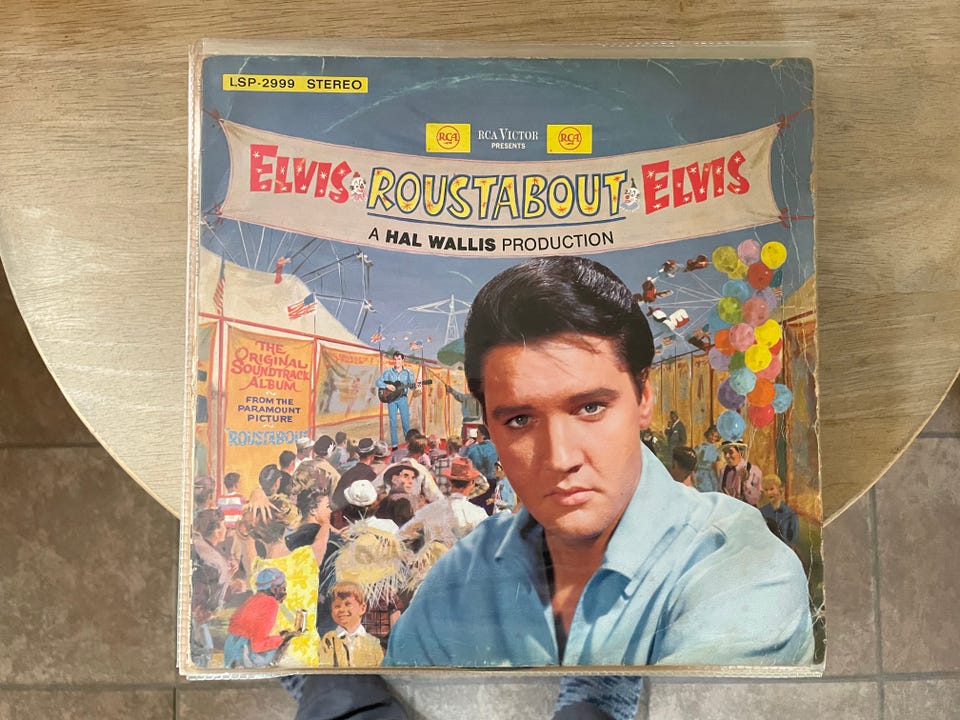 LSP-2999 STEREO
RCA RCA VICTOR RCA
PRESENTS
ELVIS ROUSTABOUT ELVIS
A HAL WALLIS PRODUCTION
THE
ORIGINAL
SOUNDTRACK
ALBUM
FROM THE
PARAMOUNT
PICTURE
ROUSTABOUT